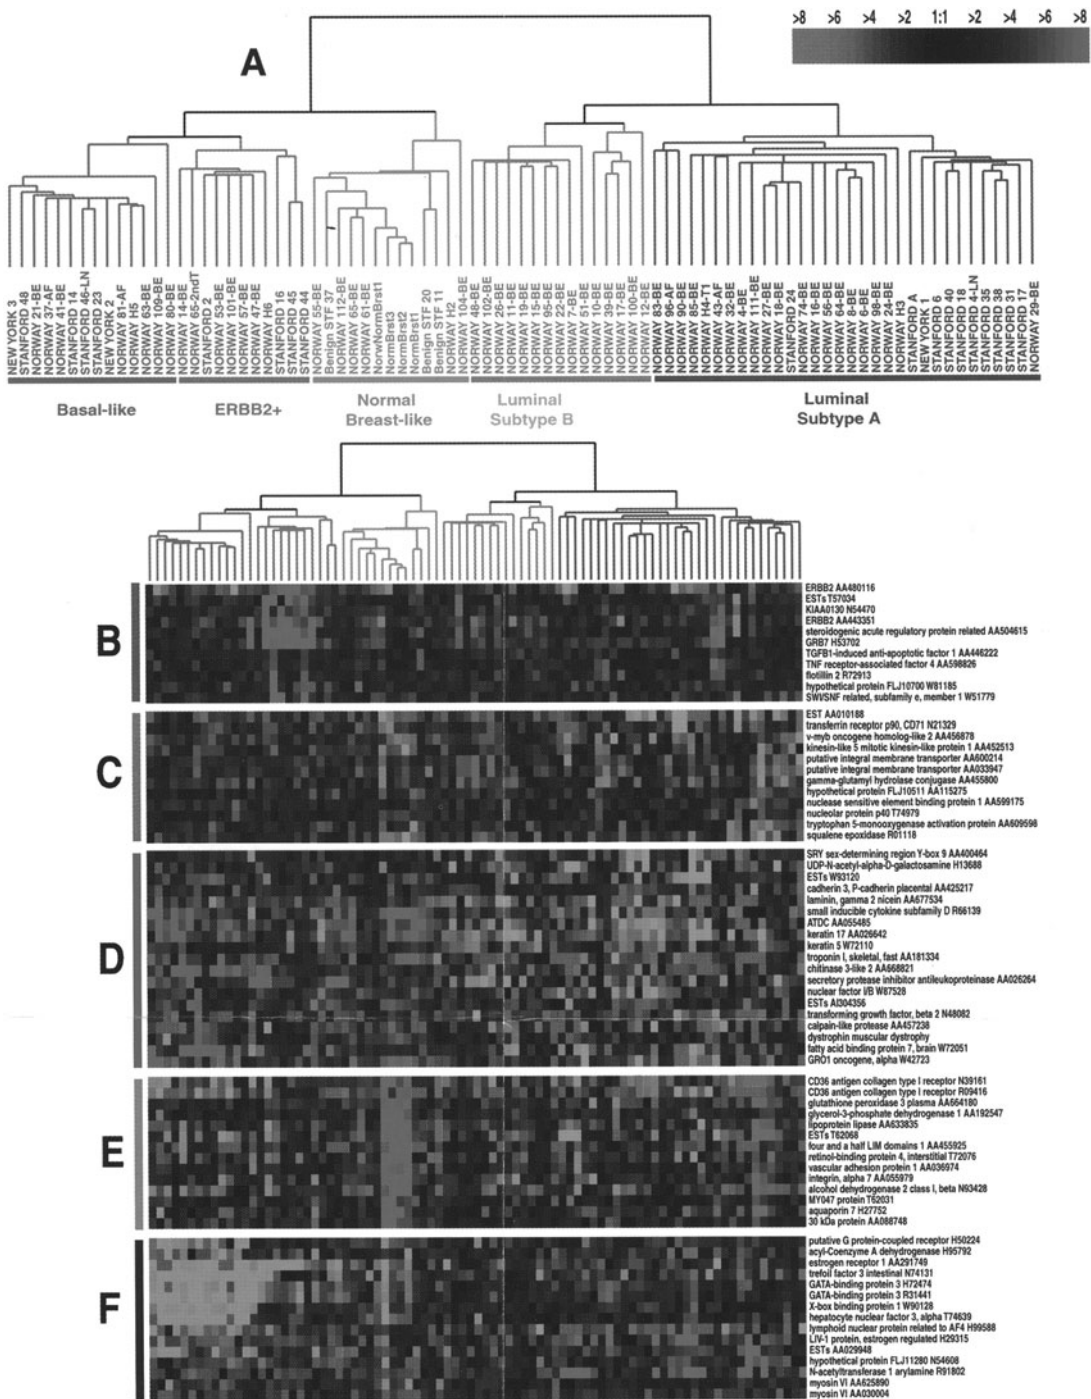 >8 >6 >4 >2 1:1 >2 >4 >6 >8
A
NEW YORK 3
STANFORD 48
NORWAY 21-BE
NORWAY 37-AF
NORWAY 41-BE
STANFORD 14
STANFORD 46-LN
STANFORD 23
NEW YORK 2
NORWAY 81-AF
NORWAY H5
NORWAY 63-BE
NORWAY 109-BE
NORWAY 80-BE
NORWAY 14-BE
NORWAY 65-2ndT
STANFORD 2
NORWAY 53-BE
NORWAY 101-BE
NORWAY 57-BE
NORWAY 47-BE
NORWAY H6
STANFORD 16
STANFORD 45
STANFORD 44
NORWAY 55-BE
Benign STF 37
NORWAY 112-BE
NORWAY 65-BE
NORWAY 61-BE
NorwNormBrst1
NormBrst3
NormBrst2
NormBrst1
Benign STF 20
Benign STF 11
NORWAY H2
NORWAY 104-BE
NORWAY 48-BE
NORWAY 102-BE
NORWAY 26-BE
NORWAY 11-BE
NORWAY 19-BE
NORWAY 15-BE
NORWAY 95-BE
NORWAY 22-BE
NORWAY 7-BE
NORWAY 51-BE
NORWAY 10-BE
NORWAY 39-BE
NORWAY 17-BE
NORWAY 100-BE
NORWAY 12-BE
NORWAY 83-BE
NORWAY 96-AF
NORWAY 90-BE
NORWAY 85-BE
NORWAY H4-T1
NORWAY 43-AF
NORWAY 32-BE
NORWAY 111-BE
NORWAY 27-BE
NORWAY 18-BE
STANFORD 24
NORWAY 74-BE
NORWAY 16-BE
NORWAY 56-BE
NORWAY 8-BE
NORWAY 6-BE
NORWAY 98-BE
NORWAY 24-BE
NORWAY H3
STANFORD A
NEW YORK 1
STANFORD 6
STANFORD 40
STANFORD 18
STANFORD 4-LN
STANFORD 35
STANFORD 38
STANFORD 31
STANFORD 17
NORWAY 29-BE
Basal-like
ERBB2+
Normal
Breast-like
Luminal
Subtype B
Luminal
Subtype A
B
ERBB2 AA480116
ESTs T57034
KIAA0130 N54470
ERBB2 AA443351
steroidogenic acute regulatory protein related AA504615
GRB7 H53702
TGFB1-induced anti-apoptotic factor 1 AA446222
TNF receptor-associated factor 4 AA598826
flotillin 2 R72913
hypothetical protein FLJ10700 W81185
SWI/SNF related, subfamily e, member 1 W51779
C
EST AA010188
transferrin receptor p90, CD71 N21329
v-myb oncogene homolog-like 2 AA456878
kinesin-like 5 mitotic kinesin-like protein 1 AA452513
putative integral membrane transporter AA600214
putative integral membrane transporter AA033947
gamma-glutamyl hydrolase conjugase AA455800
hypothetical protein FLJ10511 AA115275
nuclease sensitive element binding protein 1 AA599175
nucleolar protein p40 T74979
tryptophan 5-monooxygenase activation protein AA609598
squalene epoxidase R01118
D
SRY sex-determining region Y-box 9 AA400464
UDP-N-acetyl-alpha-D-galactosamine H13688
ESTs W93120
cadherin 3, P-cadherin placental AA425217
laminin, gamma 2 nicein AA677534
small inducible cytokine subfamily D R66139
ATDC AA055485
keratin 17 AA026642
keratin 5 W72110
troponin I, skeletal, fast AA181334
chitinase 3-like 2 AA668821
secretory protease inhibitor antileukoproteinase AA026264
nuclear factor I/B W87528
ESTs AI304356
transforming growth factor, beta 2 N48082
calpain-like protease AA457238
dystrophin muscular dystrophy
fatty acid binding protein 7, brain W72051
GRO1 oncogene, alpha W42723
E
CD36 antigen collagen type I receptor N39161
CD36 antigen collagen type I receptor R09416
glutathione peroxidase 3 plasma AA664180
glycerol-3-phosphate dehydrogenase 1 AA192547
lipoprotein lipase AA633835
ESTs T62068
four and a half LIM domains 1 AA455925
retinol-binding protein 4, interstitial T72076
vascular adhesion protein 1 AA036974
integrin, alpha 7 AA055979
alcohol dehydrogenase 2 class I, beta N93428
MY047 protein T62031
aquaporin 7 H27752
30 kDa protein AA088748
F
putative G protein-coupled receptor H50224
acyl-Coenzyme A dehydrogenase H95792
estrogen receptor 1 AA291749
trefoil factor 3 intestinal N74131
GATA-binding protein 3 H72474
GATA-binding protein 3 R31441
X-box binding protein 1 W90128
hepatocyte nuclear factor 3, alpha T74639
lymphoid nuclear protein related to AF4 H99588
LIV-1 protein, estrogen regulated H29315
ESTs AA029948
hypothetical protein FLJ11280 N54608
N-acetyltransferase 1 arylamine R91802
myosin VI AA625890
myosin VI AA030004